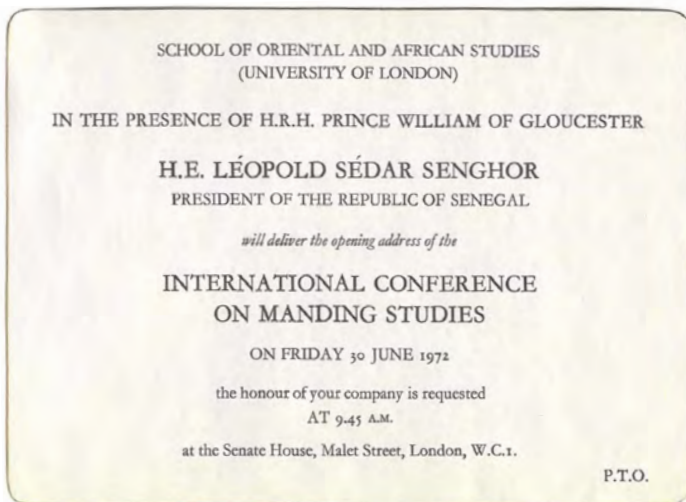 SCHOOL OF ORIENTAL AND AFRICAN STUDIES
(UNIVERSITY OF LONDON)
IN THE PRESENCE OF H.R.H. PRINCE WILLIAM OF GLOUCESTER
H.E. LÉOPOLD SÉDAR SENGHOR
PRESIDENT OF THE REPUBLIC OF SENEGAL
will deliver the opening address of the
INTERNATIONAL CONFERENCE
ON MANDING STUDIES
ON FRIDAY 30 JUNE 1972
the honour of your company is requested
AT 9.45 A.M.
at the Senate House, Malet Street, London, W.C.1.
P.T.O.